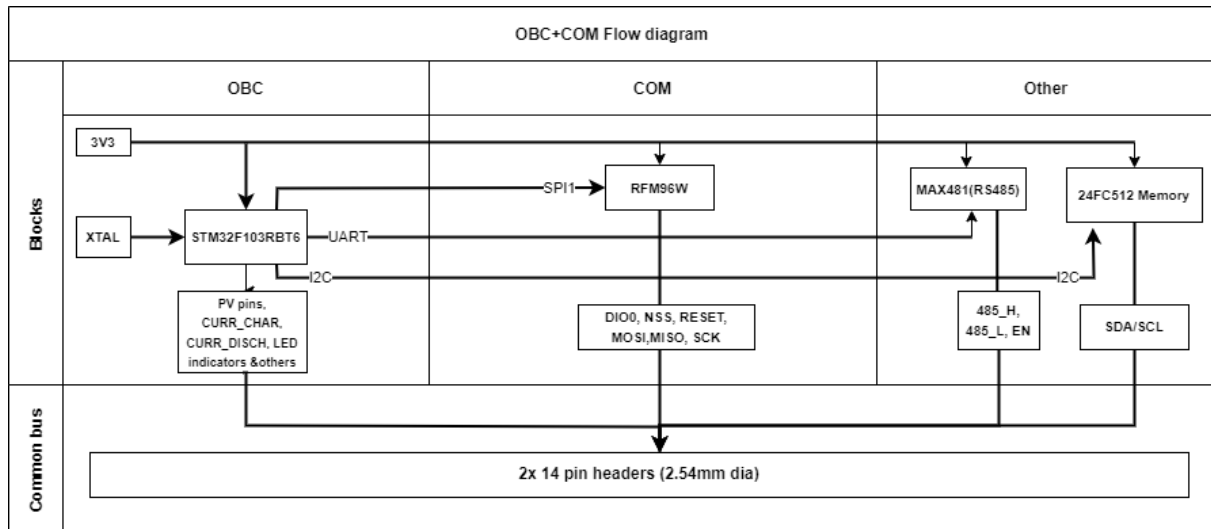 OBC+COM Flow diagram
OBC
COM
Other
Blocks
3V3
XTAL
STM32F103RBT6
SPI1
UART
I2C
I2C
RFM96W
MAX481(RS485)
24FC512 Memory
PV pins,
CURR_CHAR,
CURR_DISCH, LED
indicators &others
DIO0, NSS, RESET,
MOSI,MISO, SCK
485_H,
485_L, EN
SDA/SCL
Common bus
2x 14 pin headers (2.54mm dia)